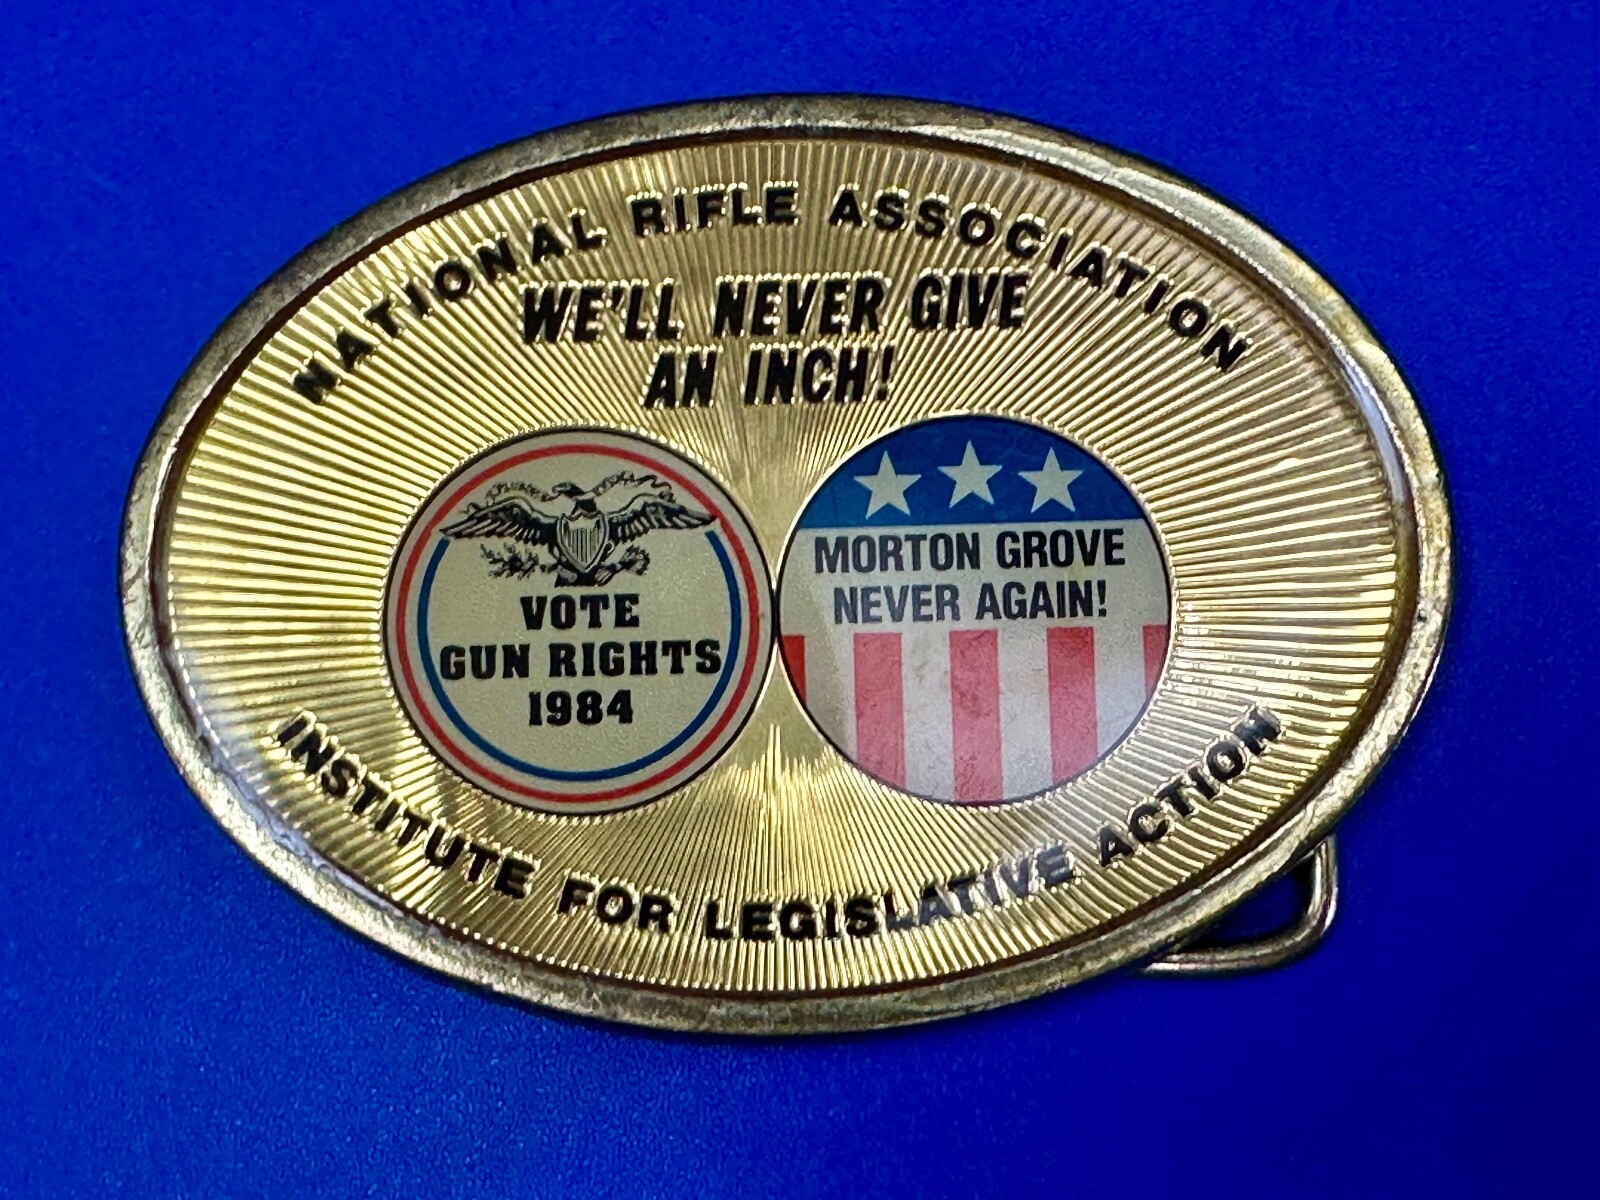 NATIONAL RIFLE ASSOCIATION
WE'LL NEVER GIVE
AN INCH!
VOTE
GUN RIGHTS
1984
MORTON GROVE
NEVER AGAIN!
INSTITUTE FOR LEGISLATIVE ACTION